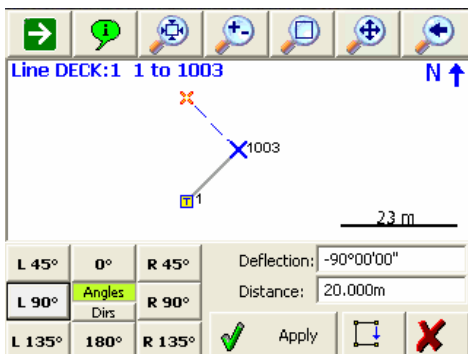 Line DECK:1 1 to 1003
N
1003
T 1
23 m
L 45° 0° R 45°
Deflection: -90°00'00"
L 90° Angles R 90°
Dirs
Distance: 20.000m
L 135° 180° R 135°
Apply